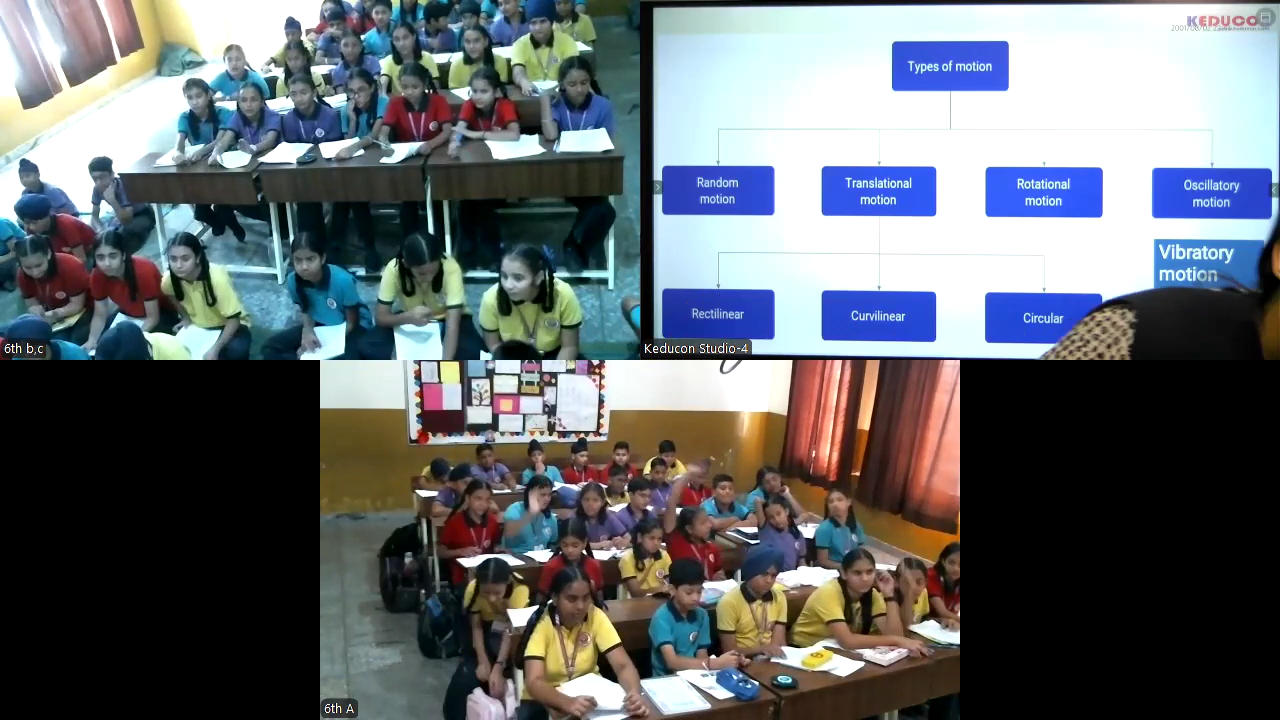 KEDUCO
Types of motion
Random
motion
Translational
motion
Rotational
motion
Oscillatory
motion
Vibratory
motion
Rectilinear
Curvilinear
Circular
6th b,c
Keducon Studio-4
6th A